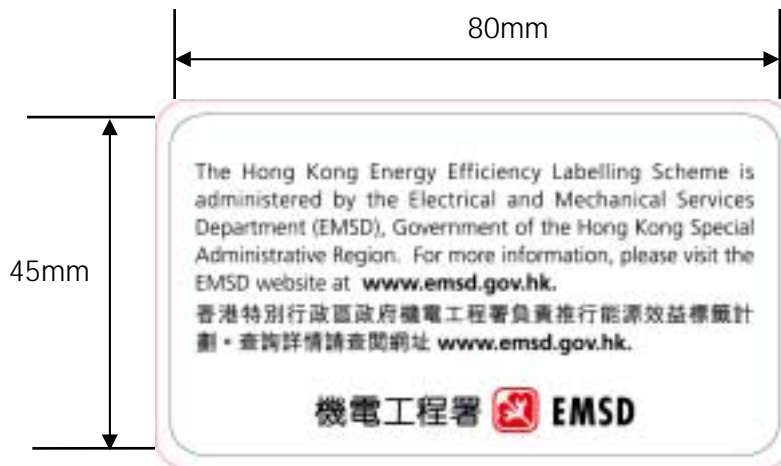 80mm
The Hong Kong Energy Efficiency Labelling Scheme is
administered by the Electrical and Mechanical Services
Department (EMSD), Government of the Hong Kong Special
Administrative Region. For more information, please visit the
45mm
EMSD website at www.emsd.gov.hk.
香港特別行政區政府機電工程署負責推行能源效益標籤計
劃。查詢詳情請查閱網址 www.emsd.gov.hk.
機電工程署 EMSD